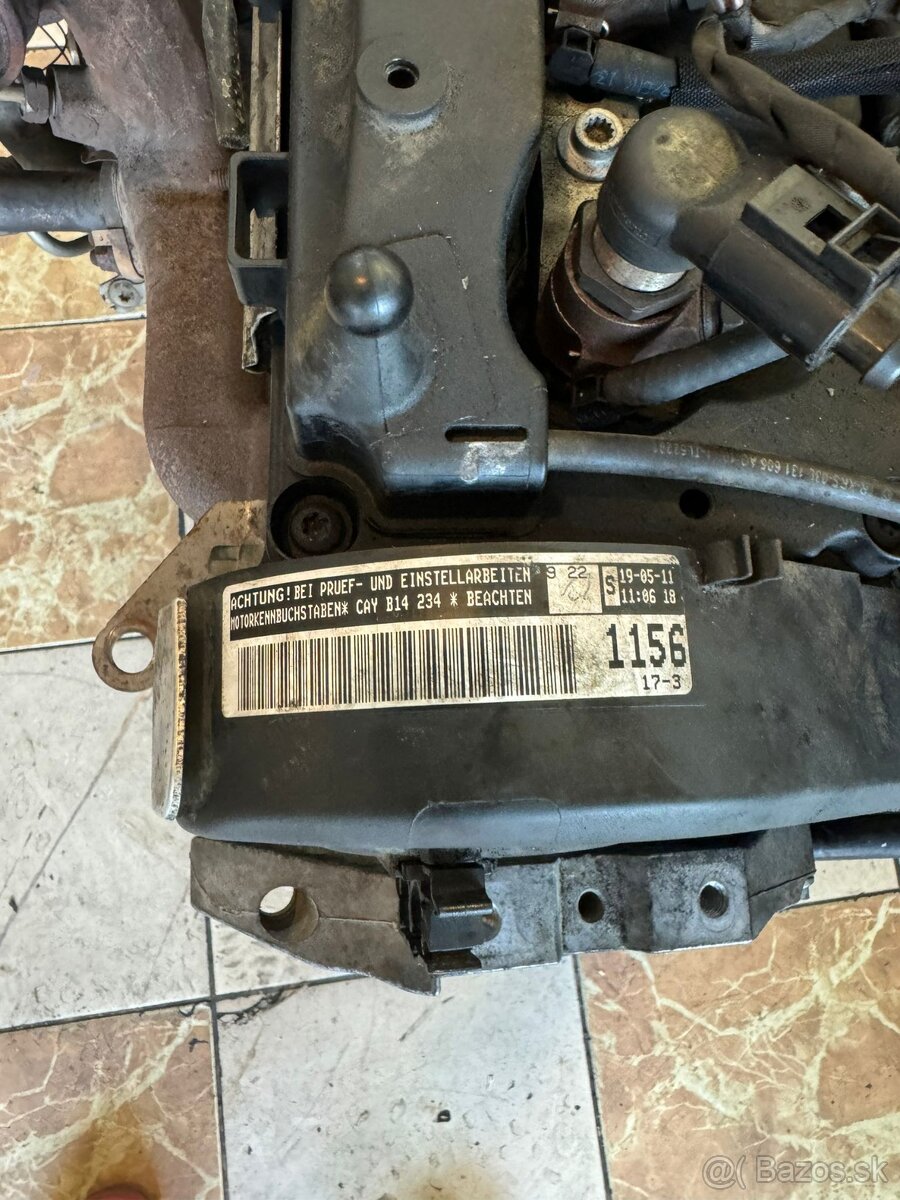 ACHTUNG! BEI PRUEF- UND EINSTELLARBEITEN
MOTORKENNBUCHSTABEN* CAY B14 234 * BEACHTEN
9 22
S
19-05-11
11:06 18
1156
17-3
@( Bazos.sk